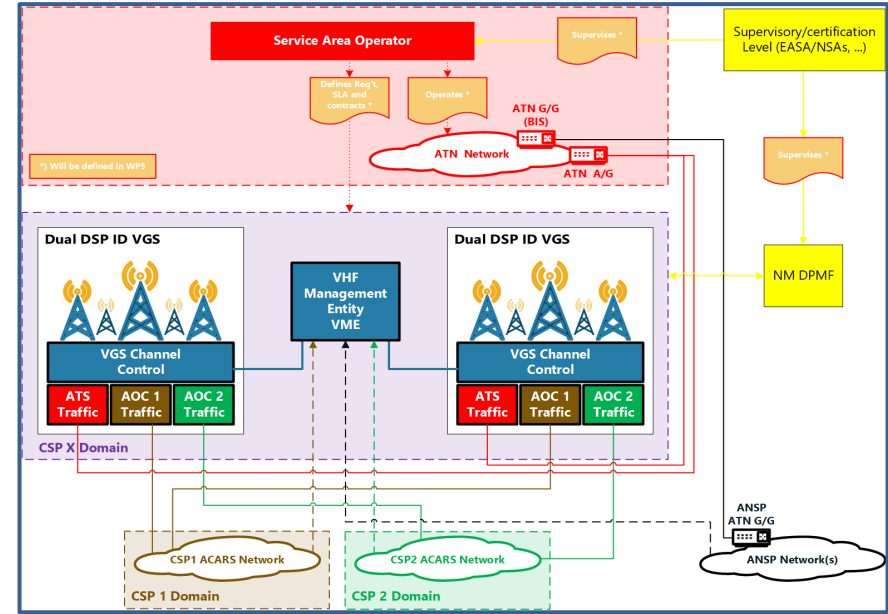 Service Area Operator
Supervises *
Supervisory/certification
Level (EASA/NSAs, ...)
Defines Req't,
SLA and
contracts *
Operates *
ATN G/G
(BIS)
ATN Network
ATN A/G
*) Will be defined in WPS
Supervises *
Dual DSP ID VGS
VHF
Management
Entity
VME
Dual DSP ID VGS
NM DPMF
VGS Channel
Control
VGS Channel
Control
ATS
Traffic
AOC 1
Traffic
AOC 2
Traffic
ATS
Traffic
AOC 1
Traffic
AOC 2
Traffic
CSP X Domain
ANSP
ATN G/G
CSP1 ACARS Network
CSP2 ACARS Network
ANSP Network(s)
CSP 1 Domain
CSP 2 Domain